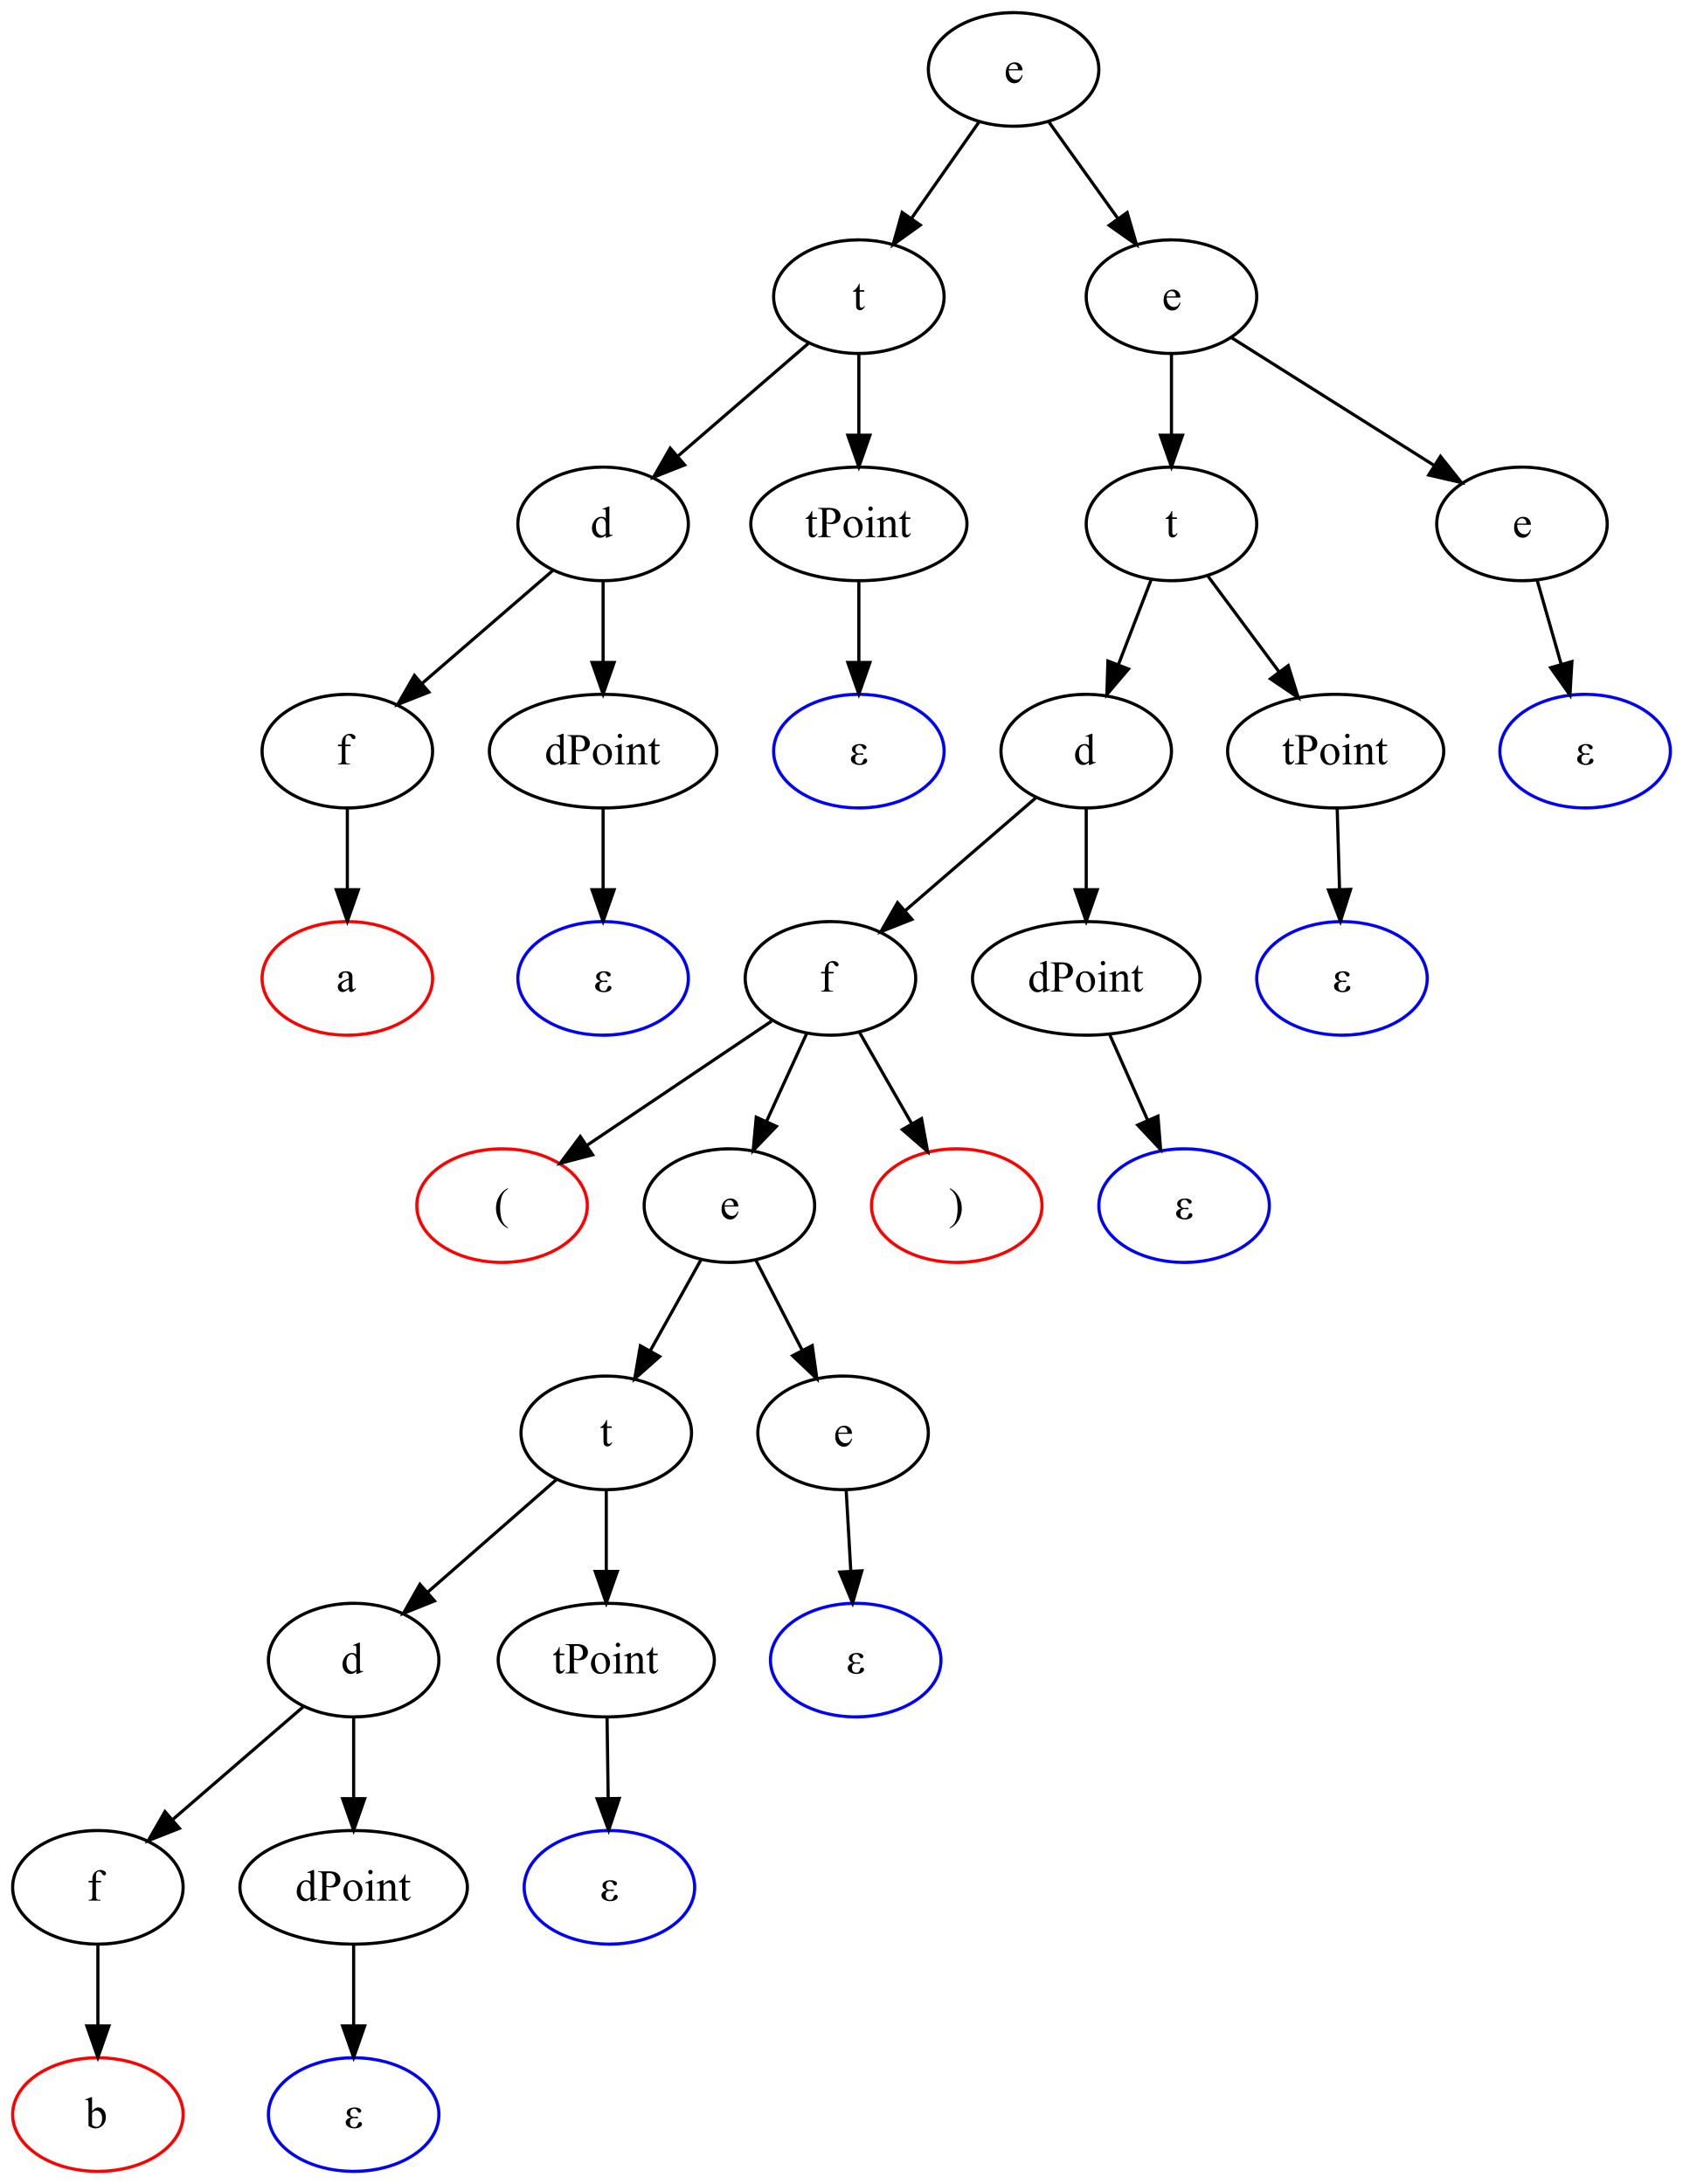 e
t e
d tPoint t e
f dPoint ε d tPoint ε
a ε f dPoint ε
( e ) ε
t e
d tPoint ε
f dPoint ε
b ε